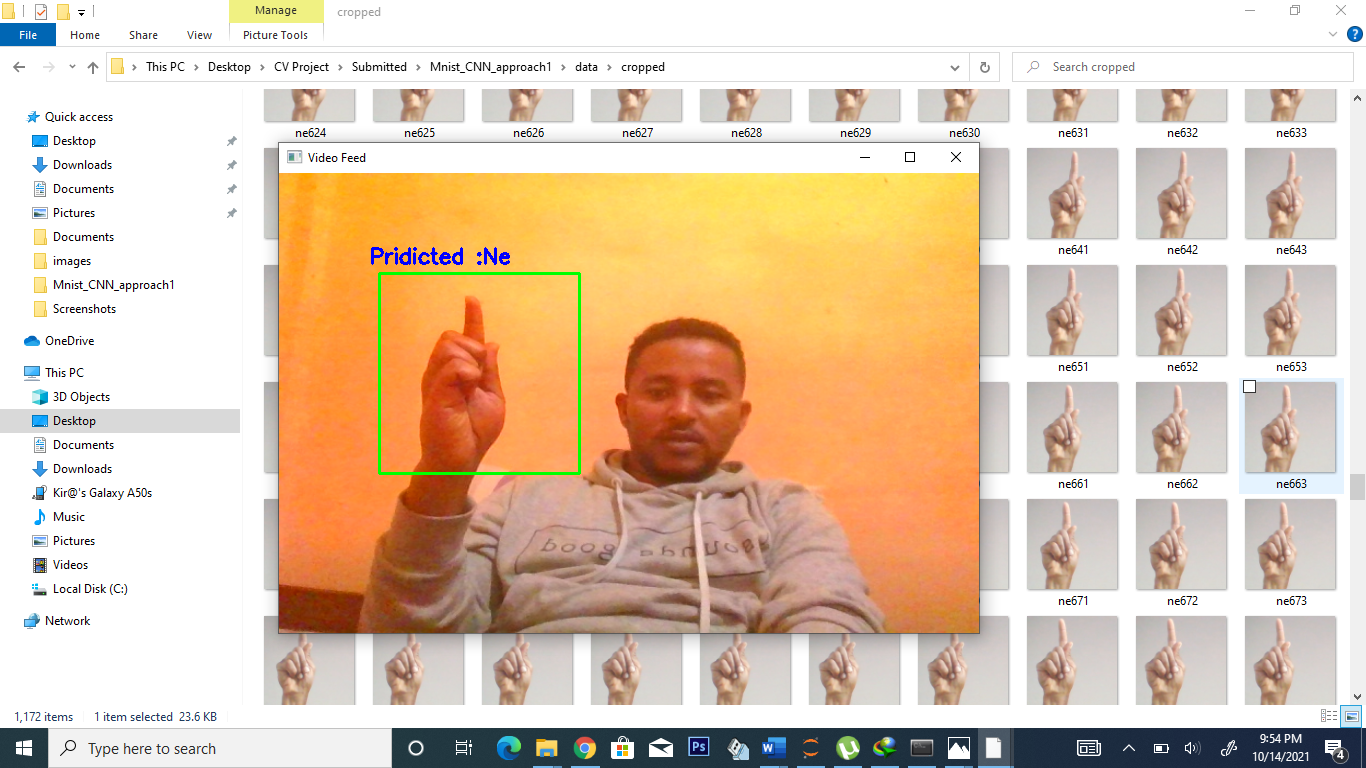 Manage
cropped
File
Home
Share
View
Picture Tools
This PC
Desktop
CV Project
Submitted
Mnist_CNN_approach1
data
cropped
Search cropped
Quick access
Desktop
Downloads
Documents
Pictures
Documents
images
Mnist_CNN_approach1
Screenshots
OneDrive
This PC
3D Objects
Desktop
Documents
Downloads
Kir@'s Galaxy A50s
Music
Pictures
Videos
Local Disk (C:)
Network
ne624 ne625 ne626 ne627 ne628 ne629 ne630 ne631 ne632 ne633
Video Feed
Pridicted :Ne
ne641 ne642 ne643
ne651 ne652 ne653
ne661 ne662 ne663
ne671 ne672 ne673
1,172 items 1 item selected 23.6 KB
Type here to search
Ps
W
9:54 PM
10/14/2021
4